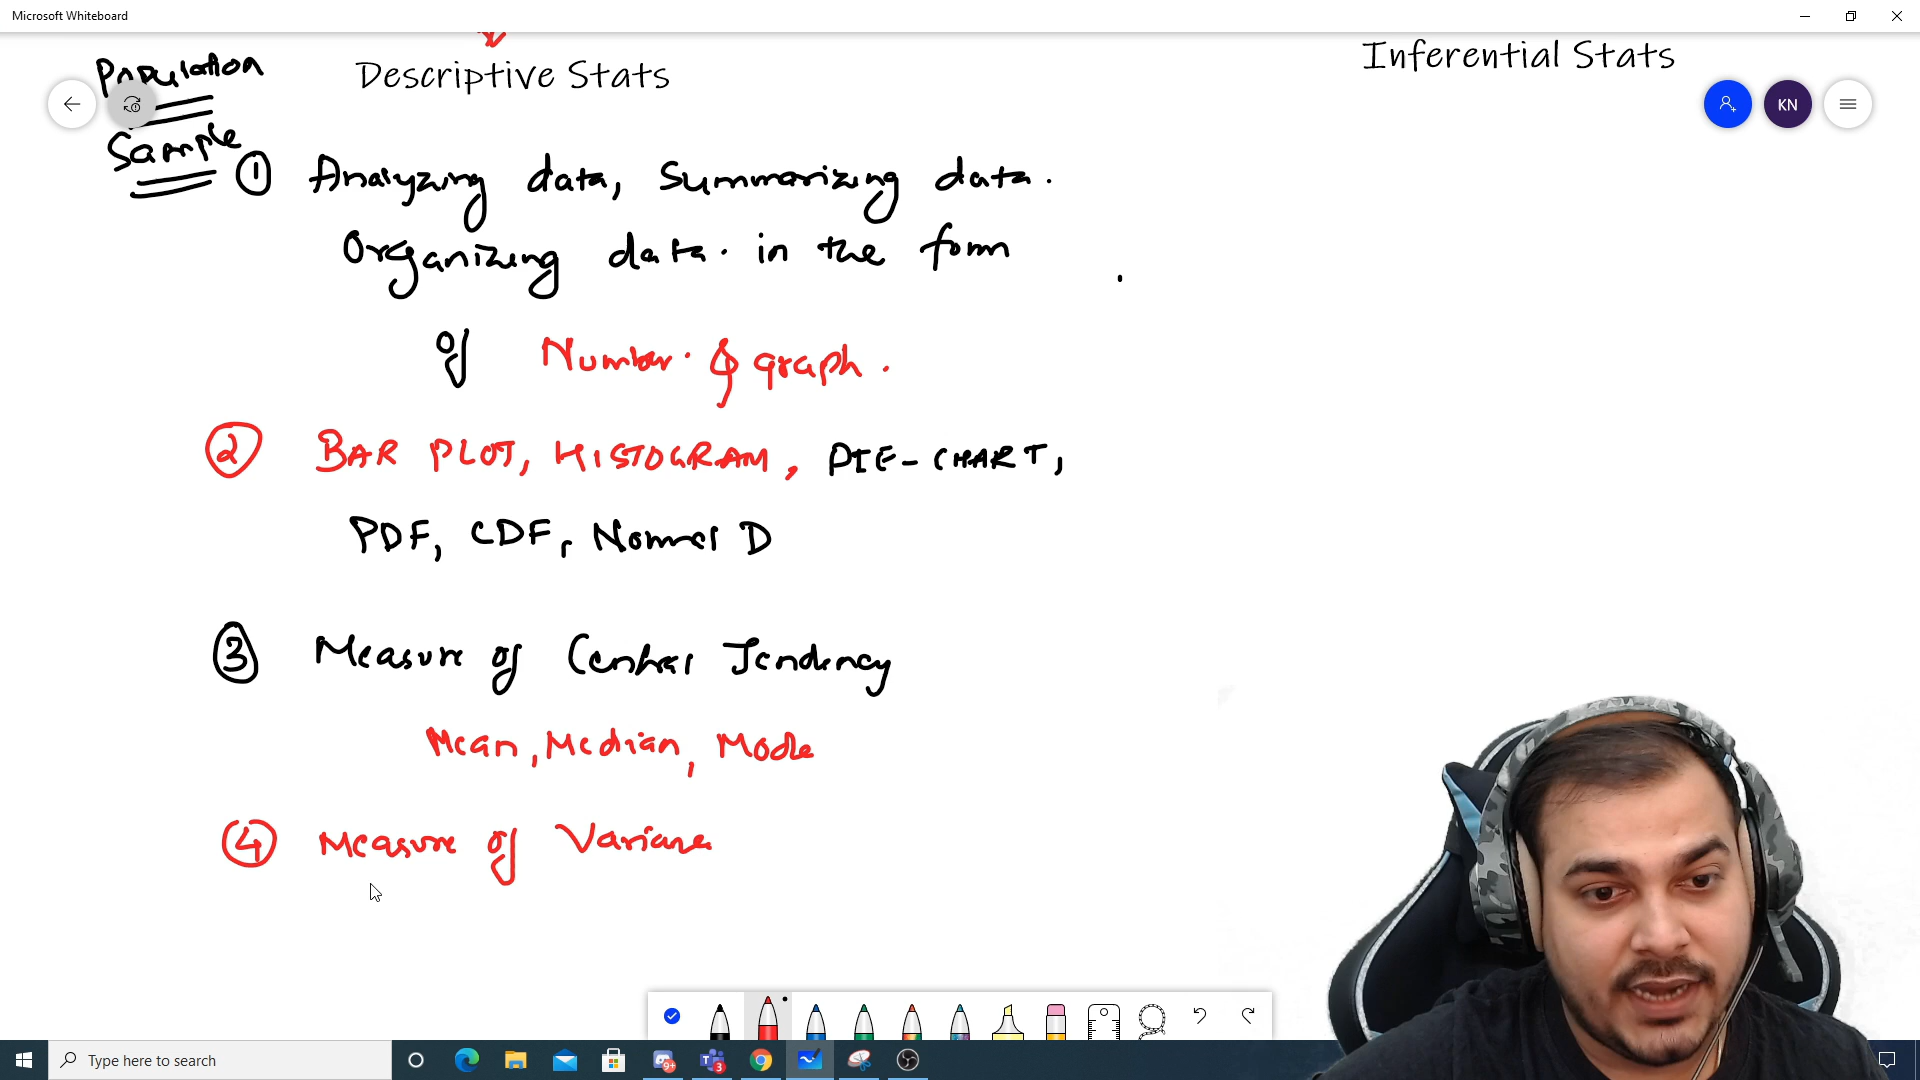 Microsoft Whiteboard
Population
Descriptive Stats
Inferential Stats
KN
Sample
① Analyzing data, Summarizing data.
Organizing data. in the form
of Number. & graph.
② BAR PLOT, HISTOGRAM, PIE-CHART,
PDF, CDF, Normal D
③ Measure of Central Tendency
Mean, Median, Mode
④ Measure of Variance
Type here to search
9+
3